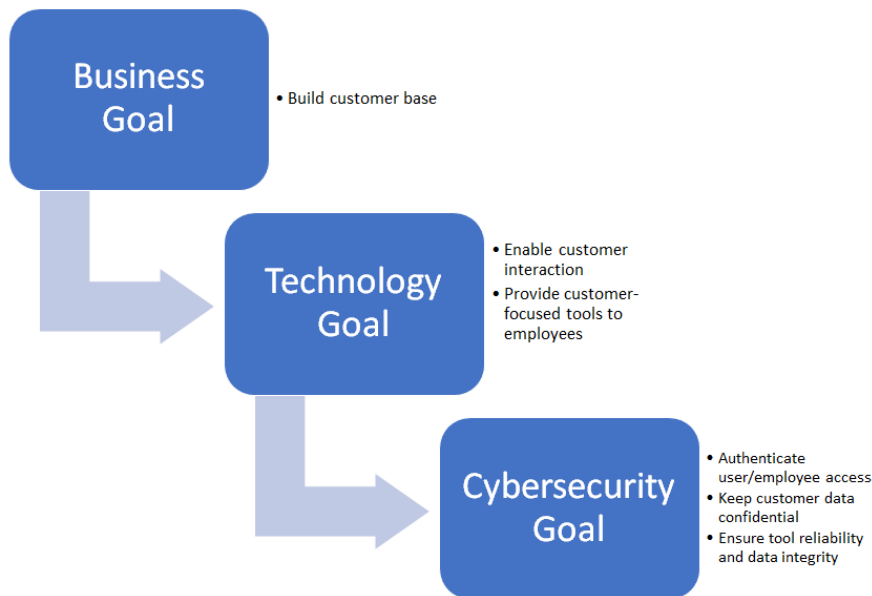 Business
Goal
• Build customer base
Technology
Goal
• Enable customer
interaction
• Provide customer-
focused tools to
employees
Cybersecurity
Goal
• Authenticate
user/employee access
• Keep customer data
confidential
• Ensure tool reliability
and data integrity